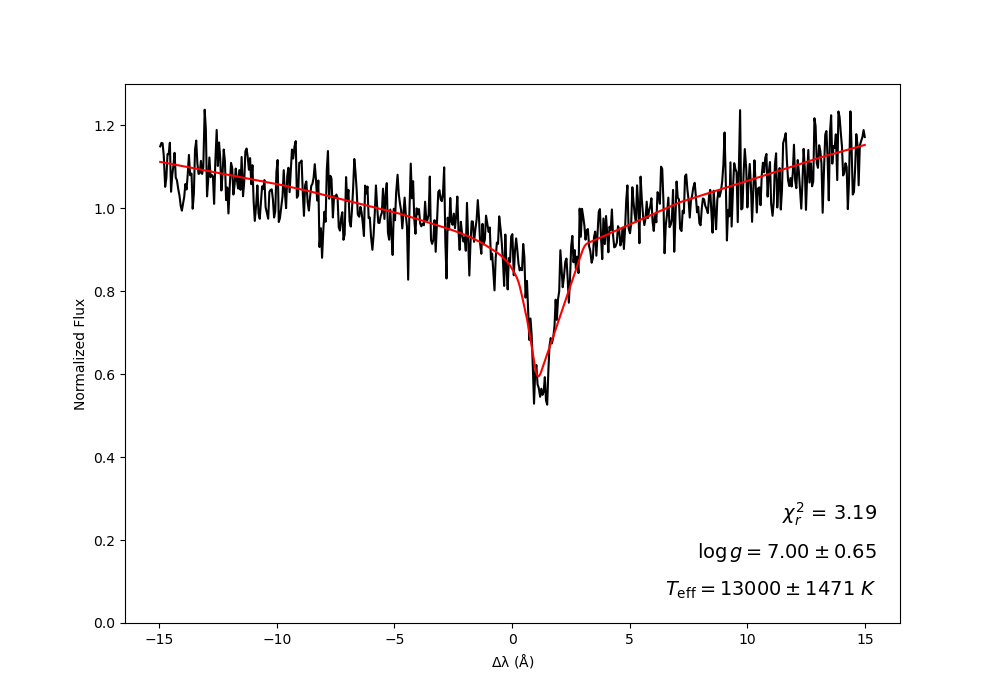 Normalized Flux
1.2
1.0
0.8
0.6
0.4
0.2
0.0
χ²ᵣ = 3.19
log g = 7.00 ± 0.65
T_eff = 13000 ± 1471 K
−15 −10 −5 0 5 10 15
Δλ (Å)